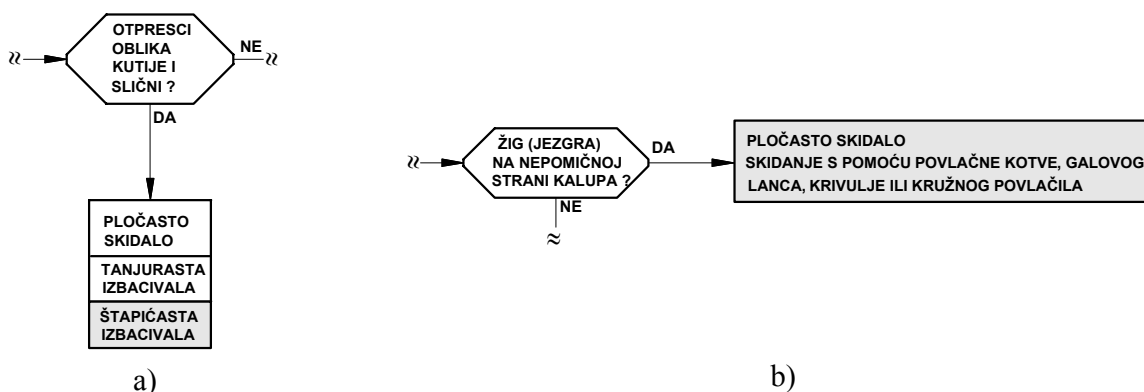 OTPRESCI
OBLIKA
KUTIJE I
SLIČNI ?
NE
DA
PLOČASTO
SKIDALO
TANJURASTA
IZBACIVALA
ŠTAPIĆASTA
IZBACIVALA
a)
ŽIG (JEZGRA)
NA NEPOMIČNOJ
STRANI KALUPA ?
DA
NE
PLOČASTO SKIDALO
SKIDANJE S POMOĆU POVLAČNE KOTVE, GALOVOG
LANCA, KRIVULJE ILI KRUŽNOG POVLAČILA
b)